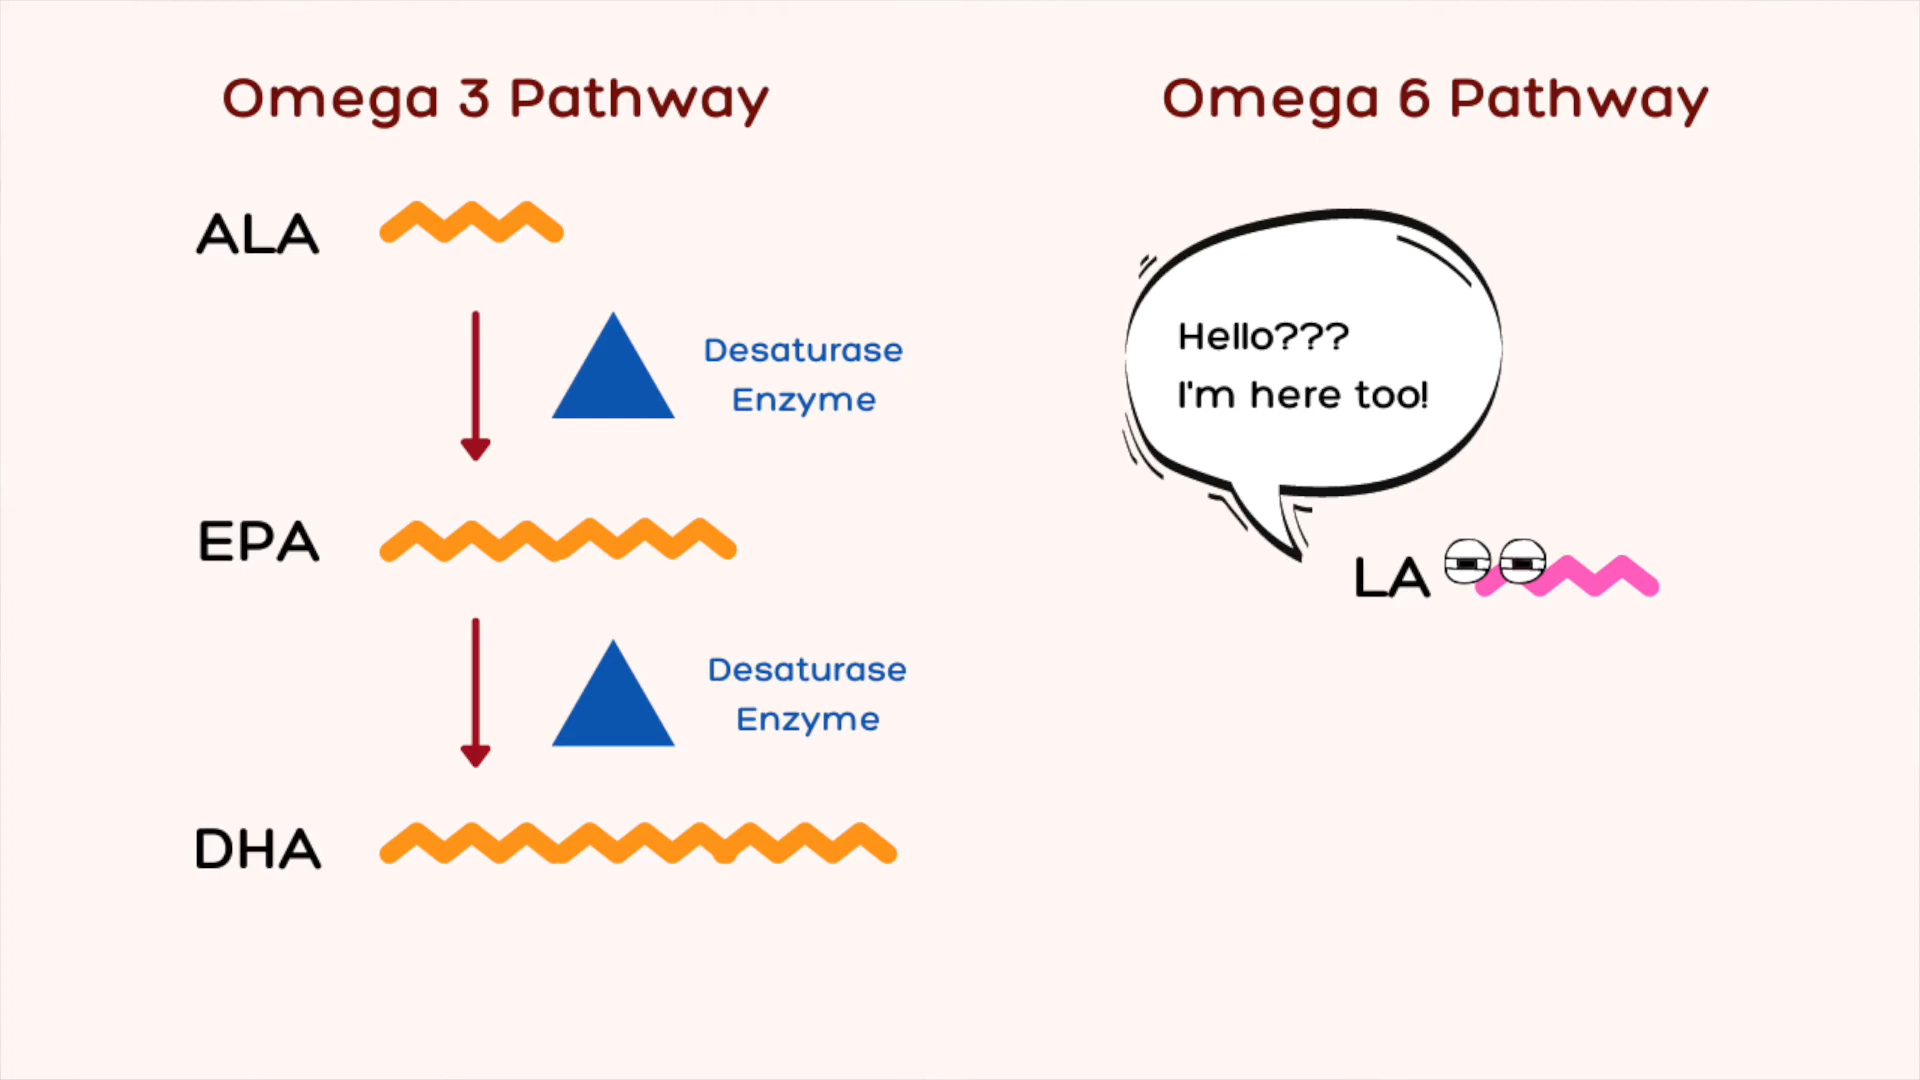 Omega 3 Pathway
ALA
Desaturase
Enzyme
EPA
Desaturase
Enzyme
DHA
Omega 6 Pathway
Hello???
I'm here too!
LA